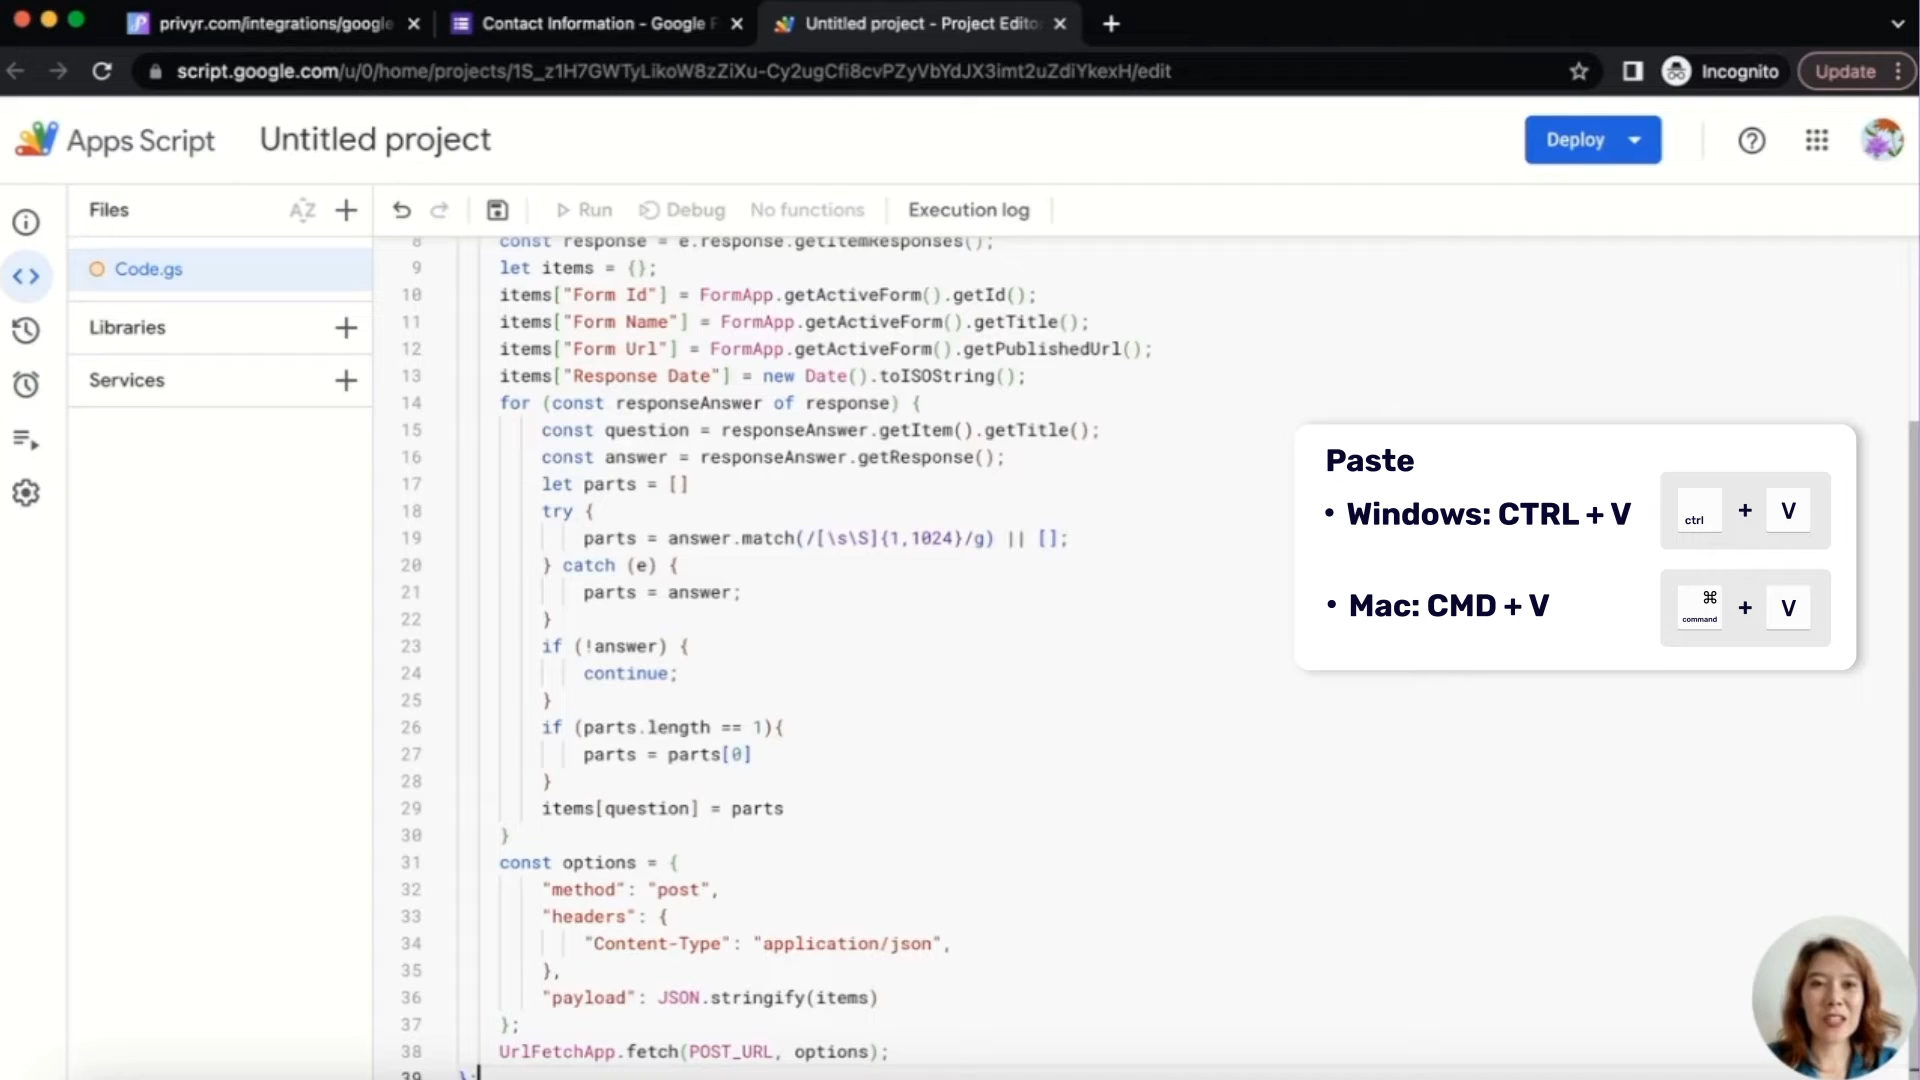 privyr.com/integrations/google
Contact Information - Google F
Untitled project - Project Edito
script.google.com/u/0/home/projects/1S_z1H7GWTyLikoW8zZiXu-Cy2ugCfi8cvPZyVbYdJX3imt2uZdiYkexH/edit
Incognito
Update
Apps Script
Untitled project
Deploy
Files
AZ
Run
Debug
No functions
Execution log
Code.gs
Libraries
Services
8 const response = e.response.getItemResponses();
9 let items = {};
10 items["Form Id"] = FormApp.getActiveForm().getId();
11 items["Form Name"] = FormApp.getActiveForm().getTitle();
12 items["Form Url"] = FormApp.getActiveForm().getPublishedUrl();
13 items["Response Date"] = new Date().toISOString();
14 for (const responseAnswer of response) {
15 const question = responseAnswer.getItem().getTitle();
16 const answer = responseAnswer.getResponse();
17 let parts = []
18 try {
19 parts = answer.match(/[\s\S]{1,1024}/g) || [];
20 } catch (e) {
21 parts = answer;
22 }
23 if (!answer) {
24 continue;
25 }
26 if (parts.length == 1){
27 parts = parts[0]
28 }
29 items[question] = parts
30 }
31 const options = {
32 "method": "post",
33 "headers": {
34 "Content-Type": "application/json",
35 },
36 "payload": JSON.stringify(items)
37 };
38 UrlFetchApp.fetch(POST_URL, options);
39 };
Paste
• Windows: CTRL + V
ctrl + V
• Mac: CMD + V
⌘ command + V